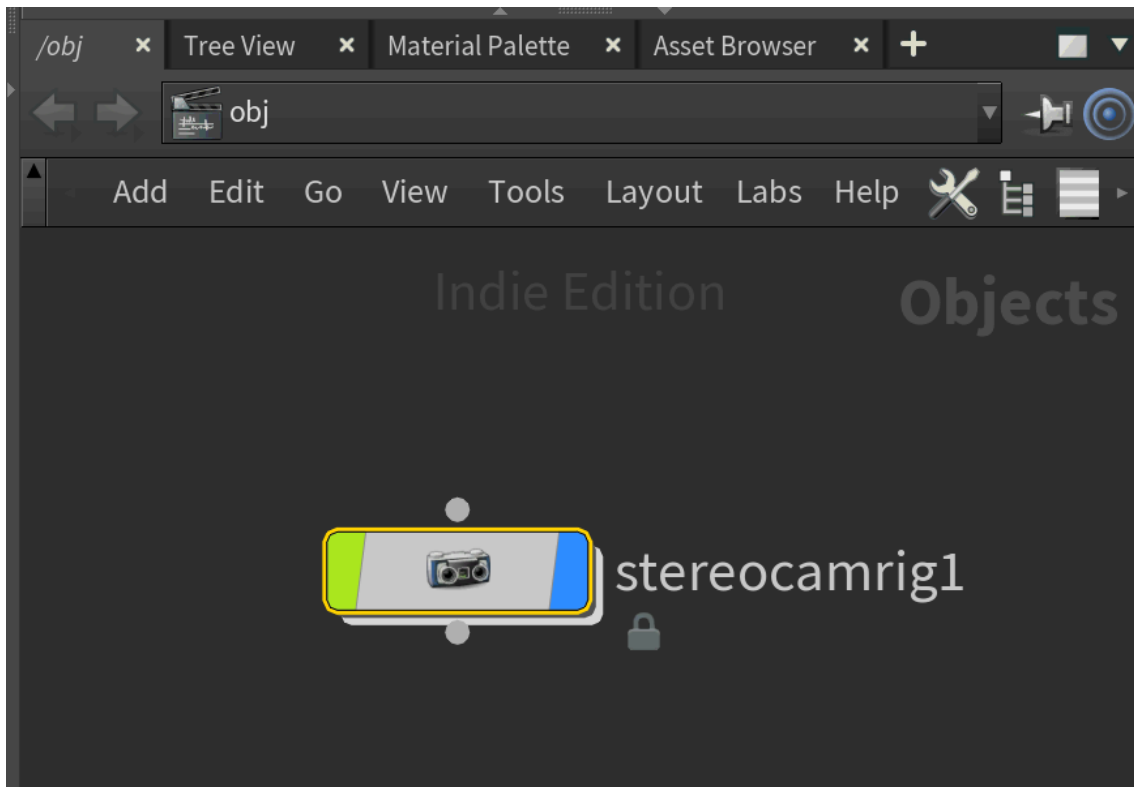 /obj Tree View Material Palette Asset Browser
obj
Add Edit Go View Tools Layout Labs Help
Indie Edition Objects
stereocamrig1